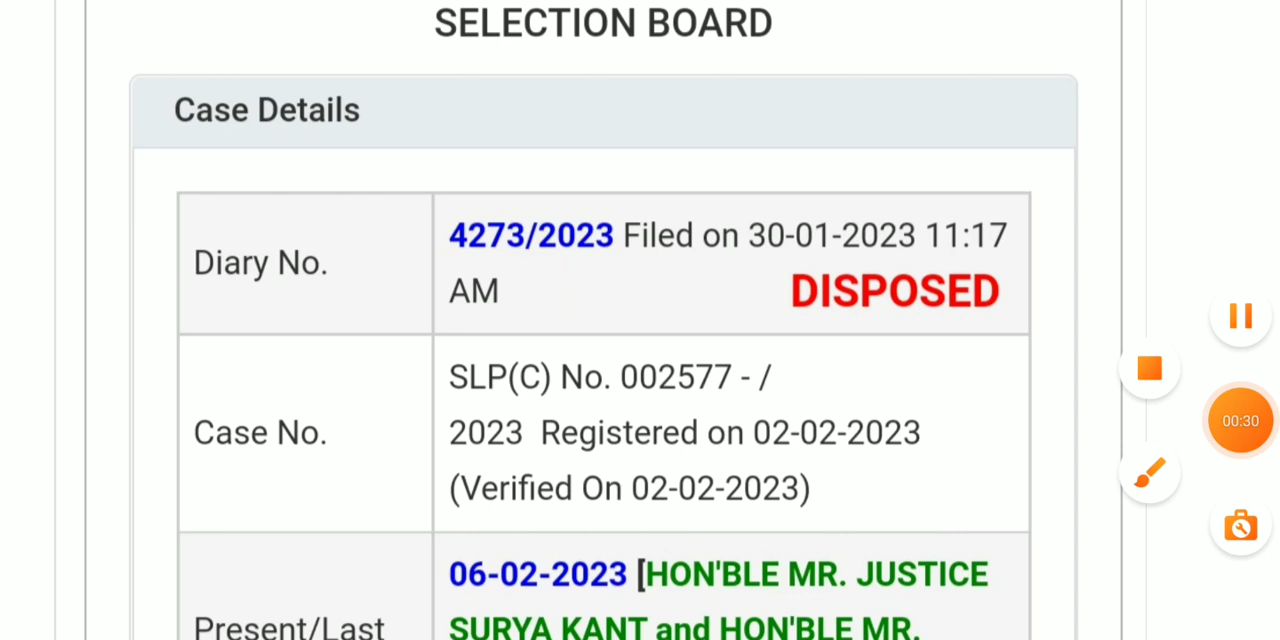 SELECTION BOARD
Case Details
Diary No.
4273/2023 Filed on 30-01-2023 11:17
AM
DISPOSED
Case No.
SLP(C) No. 002577 - /
2023 Registered on 02-02-2023
(Verified On 02-02-2023)
Present/Last
06-02-2023 [HON'BLE MR. JUSTICE
SURYA KANT and HON'BLE MR.
00:30